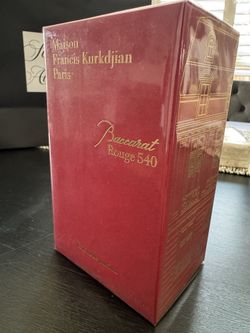 Maison
Francis Kurkdjian
Paris
Baccarat
Rouge 540